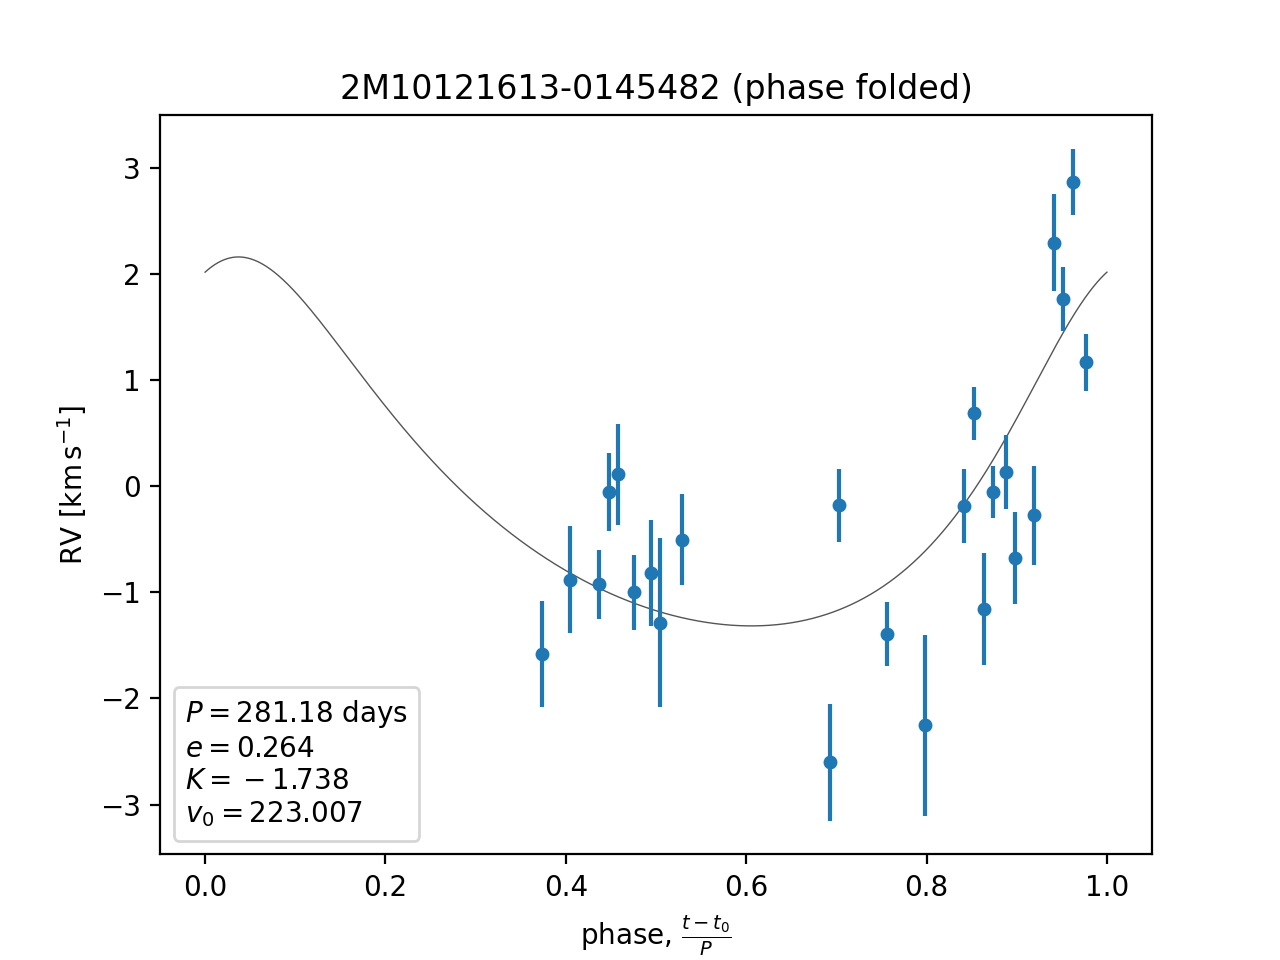 2M10121613-0145482 (phase folded)
3
2
1
0
−1
−2
−3
RV [km s⁻¹]
P = 281.18 days
e = 0.264
K = −1.738
v₀ = 223.007
0.0 0.2 0.4 0.6 0.8 1.0
phase, (t − t₀)/P